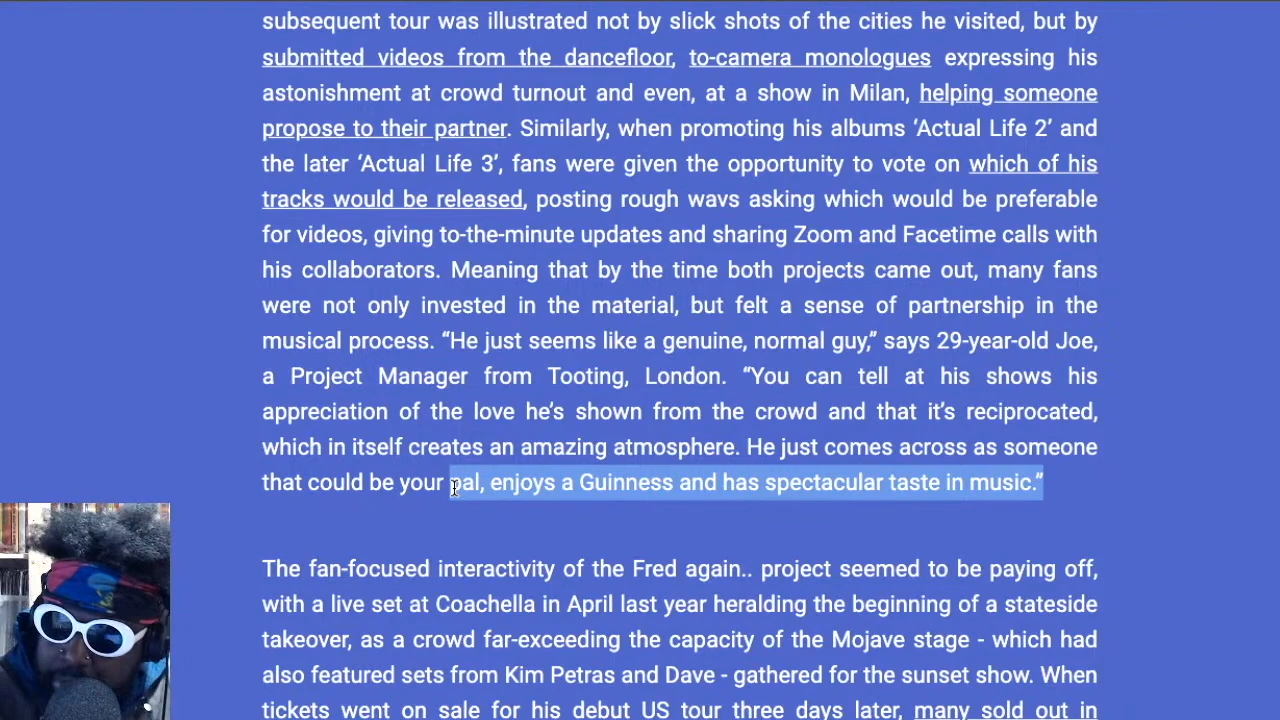 subsequent tour was illustrated not by slick shots of the cities he visited, but by
submitted videos from the dancefloor, to-camera monologues expressing his
astonishment at crowd turnout and even, at a show in Milan, helping someone
propose to their partner. Similarly, when promoting his albums ‘Actual Life 2’ and
the later ‘Actual Life 3’, fans were given the opportunity to vote on which of his
tracks would be released, posting rough wavs asking which would be preferable
for videos, giving to-the-minute updates and sharing Zoom and Facetime calls with
his collaborators. Meaning that by the time both projects came out, many fans
were not only invested in the material, but felt a sense of partnership in the
musical process. “He just seems like a genuine, normal guy,” says 29-year-old Joe,
a Project Manager from Tooting, London. “You can tell at his shows his
appreciation of the love he’s shown from the crowd and that it’s reciprocated,
which in itself creates an amazing atmosphere. He just comes across as someone
that could be your pal, enjoys a Guinness and has spectacular taste in music.”
The fan-focused interactivity of the Fred again.. project seemed to be paying off,
with a live set at Coachella in April last year heralding the beginning of a stateside
takeover, as a crowd far-exceeding the capacity of the Mojave stage - which had
also featured sets from Kim Petras and Dave - gathered for the sunset show. When
tickets went on sale for his debut US tour three days later, many sold out in